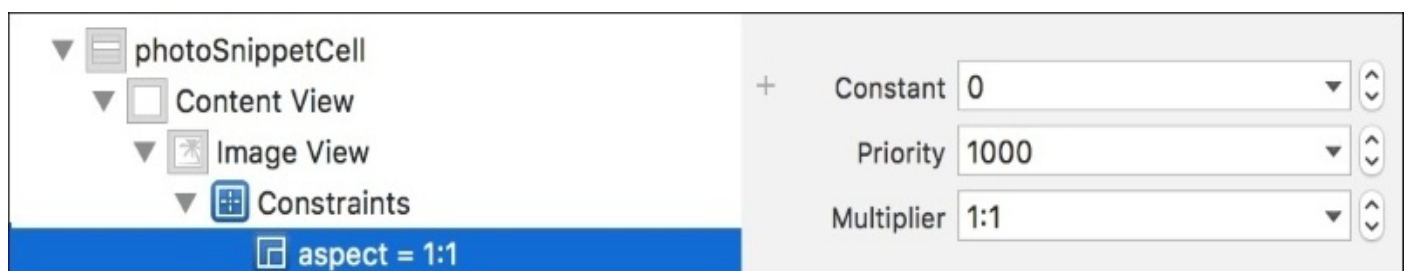 photoSnippetCell
Content View
Image View
Constraints
aspect = 1:1
+ Constant 0
Priority 1000
Multiplier 1:1